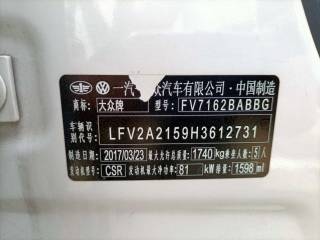 一汽 众汽车有限公司·中国制造
商标: 大众牌 型号: FV7162BABBG
车辆识别代号: LFV2A2159H3612731
制造日期 2017/03/23 最大允许总质量 1740 kg 乘坐人数 5 人
发动机型号 CSR 发动机最大净功率 81 kW 排量 1598 ml